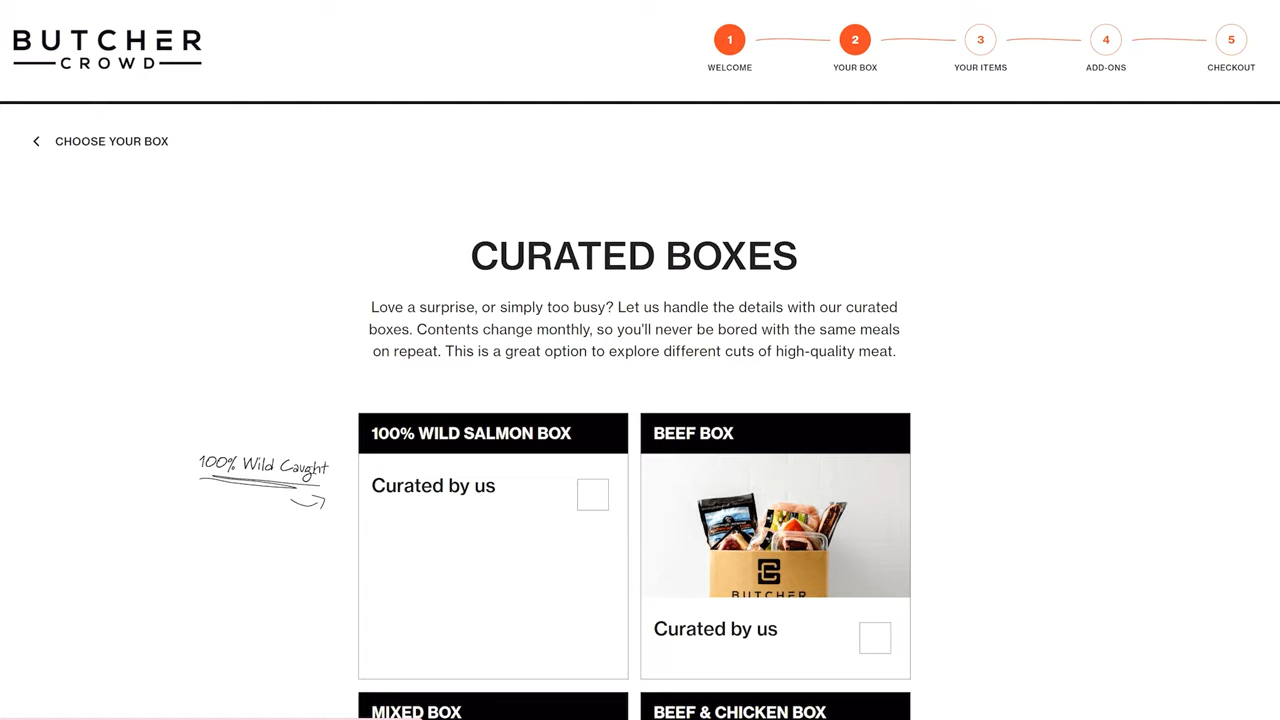 BUTCHER
CROWD
1
2
3
4
5
WELCOME
YOUR BOX
YOUR ITEMS
ADD-ONS
CHECKOUT
CHOOSE YOUR BOX
CURATED BOXES
Love a surprise, or simply too busy? Let us handle the details with our curated
boxes. Contents change monthly, so you'll never be bored with the same meals
on repeat. This is a great option to explore different cuts of high-quality meat.
100% Wild Caught
100% WILD SALMON BOX
Curated by us
BEEF BOX
BUTCHER
Curated by us
MIXED BOX
BEEF & CHICKEN BOX